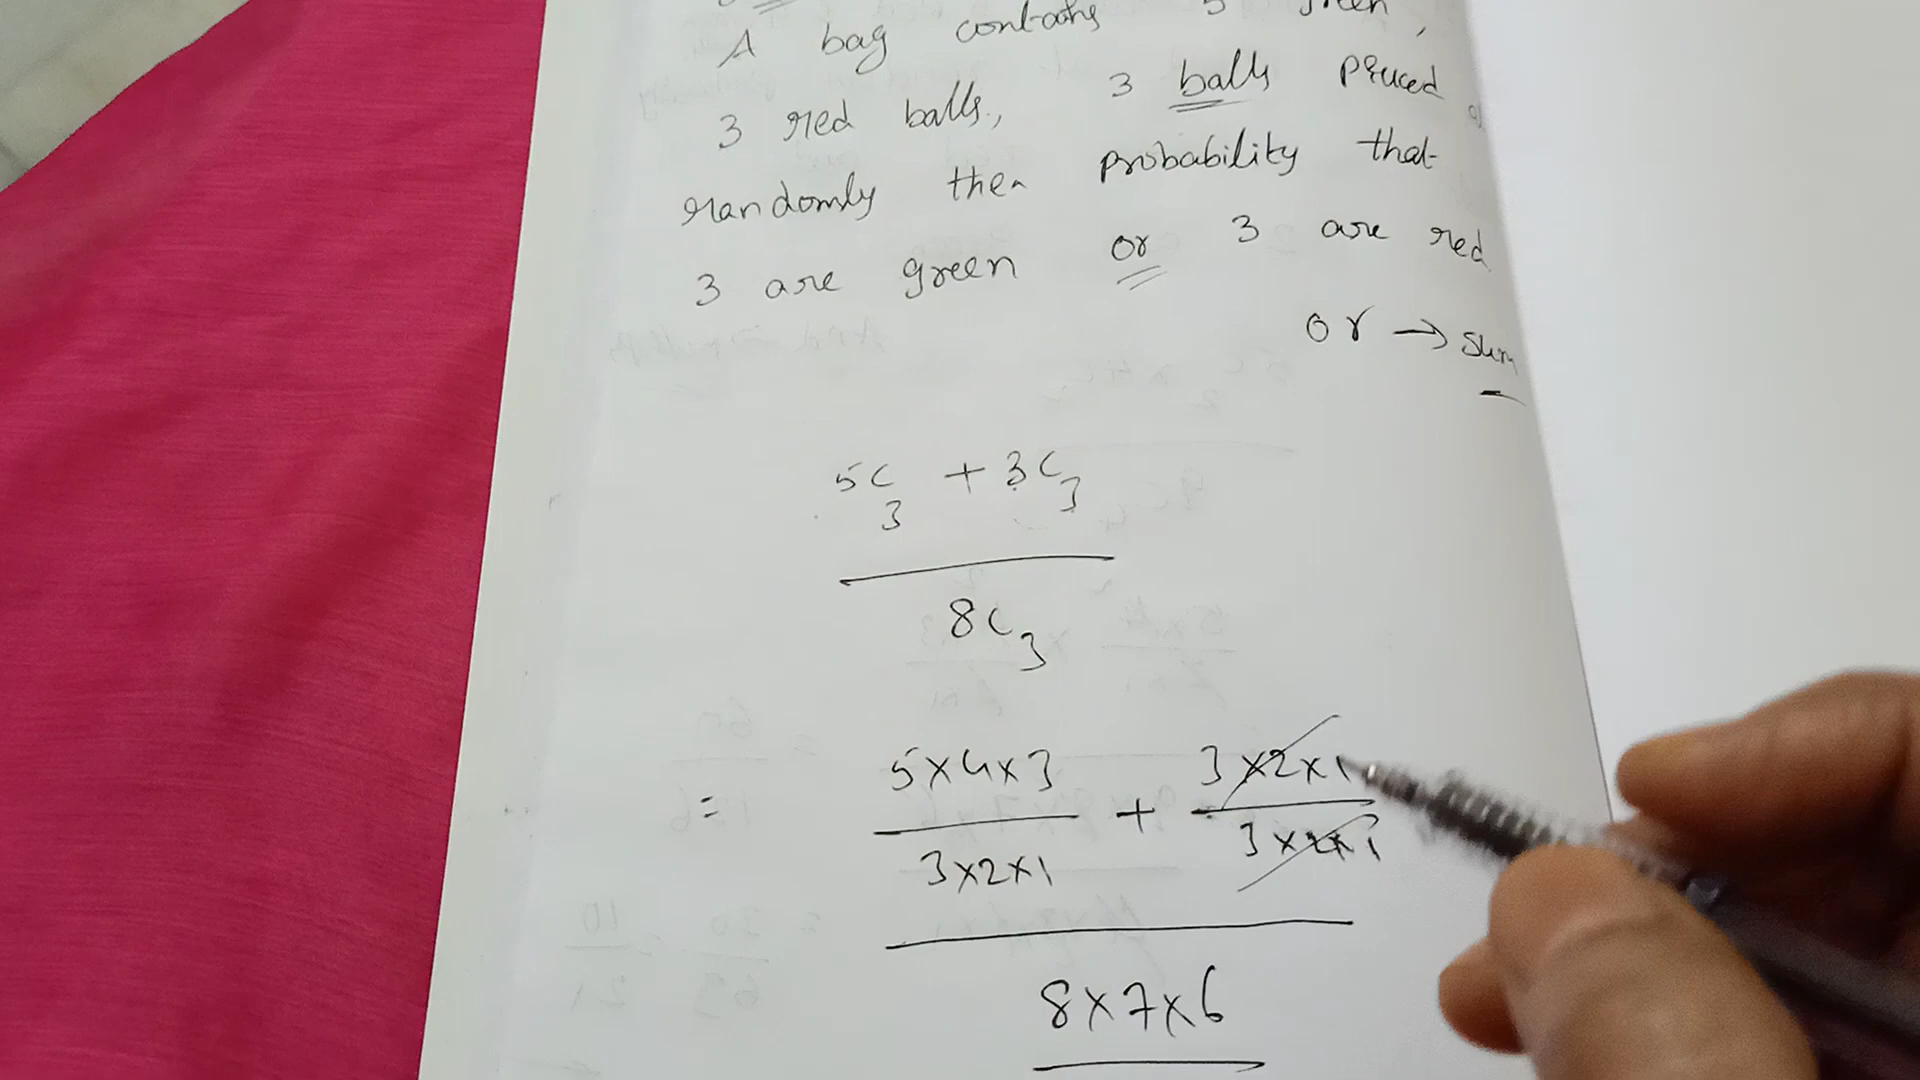 A bag contains 5 green,
3 red balls, 3 balls picked
randomly then probability that
3 are green or 3 are red
or → sum
5C3 + 3C3
8C3
= 5×4×3 + 3×2×1
3×2×1 3×2×1
8×7×6